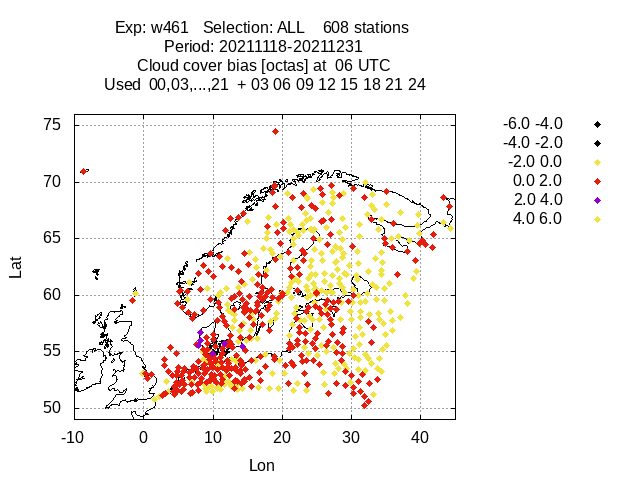 Exp: w461   Selection: ALL    608 stations
Period: 20211118-20211231
Cloud cover bias [octas] at  06 UTC
Used  00,03,...,21  + 03 06 09 12 15 18 21 24
-6.0 -4.0
-4.0 -2.0
-2.0 0.0
0.0 2.0
2.0 4.0
4.0 6.0
75
70
65
60
55
50
Lat
-10 0 10 20 30 40
Lon